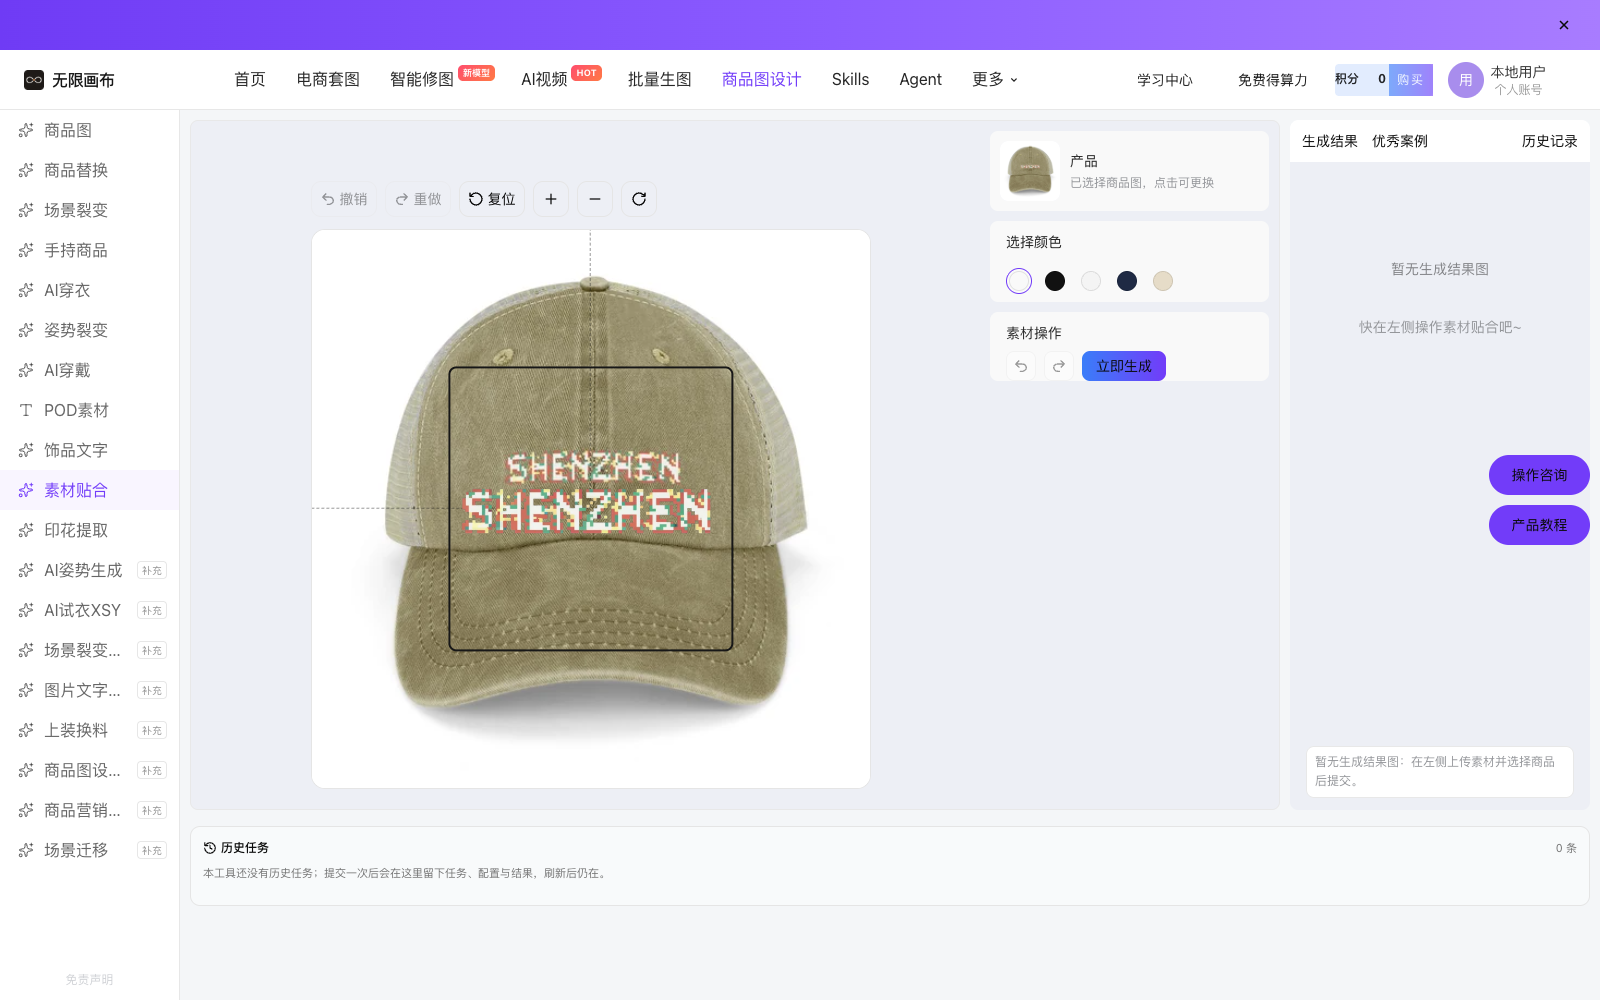 无限画布
首页
电商套图
智能修图
新模型
AI视频
HOT
批量生图
商品图设计
Skills
Agent
更多
学习中心
免费得算力
积分 0
购买
用
本地用户
个人账号
商品图
商品替换
场景裂变
手持商品
AI穿衣
姿势裂变
AI穿戴
POD素材
饰品文字
素材贴合
印花提取
AI姿势生成 补充
AI试衣XSY 补充
场景裂变... 补充
图片文字... 补充
上装换料 补充
商品图设... 补充
商品营销... 补充
场景迁移 补充
免责声明
撤销
重做
复位
SHENZHEN
SHENZHEN
产品
已选择商品图，点击可更换
选择颜色
素材操作
立即生成
生成结果 优秀案例 历史记录
暂无生成结果图
快在左侧操作素材贴合吧~
操作咨询
产品教程
暂无生成结果图：在左侧上传素材并选择商品
后提交。
历史任务
0 条
本工具还没有历史任务；提交一次后会在这里留下任务、配置与结果，刷新后仍在。